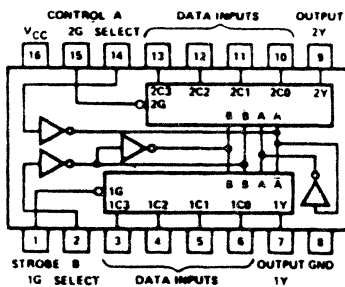 CONTROL A DATA INPUTS OUTPUT
VCC 2G SELECT 2Y
16 15 14 13 12 11 10 9
2C3 2C2 2C1 2C0 2Y
2G
B B A A
B B A A
1G
1C3 1C2 1C1 1C0 1Y
1 2 3 4 5 6 7 8
STROBE B DATA INPUTS OUTPUT GND
1G SELECT 1Y